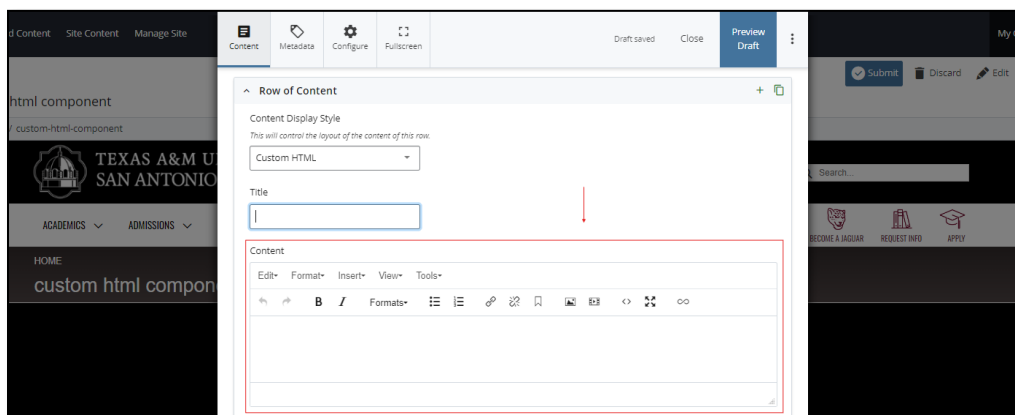 d Content Site Content Manage Site
Content Metadata Configure Fullscreen
Draft saved Close Preview Draft
My
Submit Discard Edit
html component
/ custom-html-component
Row of Content
Content Display Style
This will control the layout of the content of this row.
Custom HTML
TEXAS A&M U
SAN ANTONIO
Search...
Title
ACADEMICS ADMISSIONS
BECOME A JAGUAR REQUEST INFO APPLY
HOME
custom html compon
Content
Edit Format Insert View Tools
B I Formats